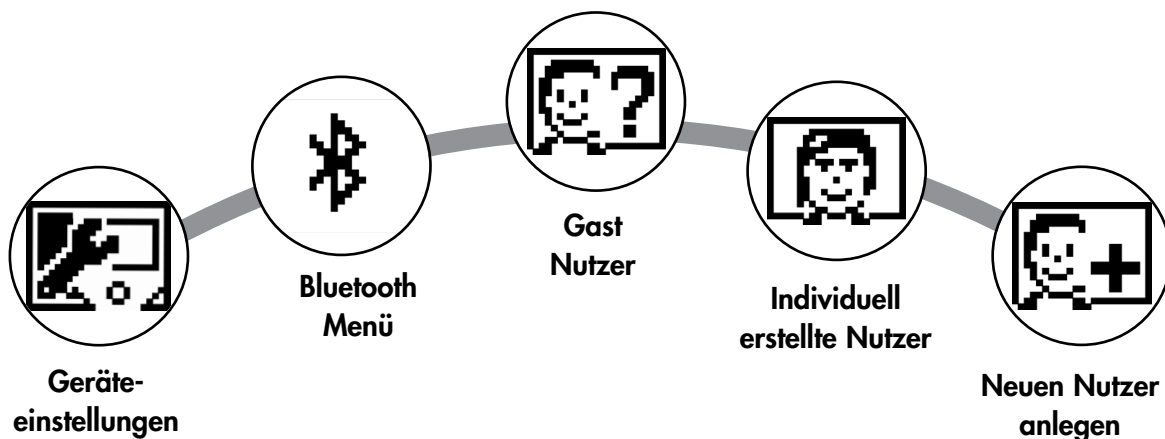 Geräte-
einstellungen
Bluetooth
Menü
Gast
Nutzer
Individuell
erstellte Nutzer
Neuen Nutzer
anlegen